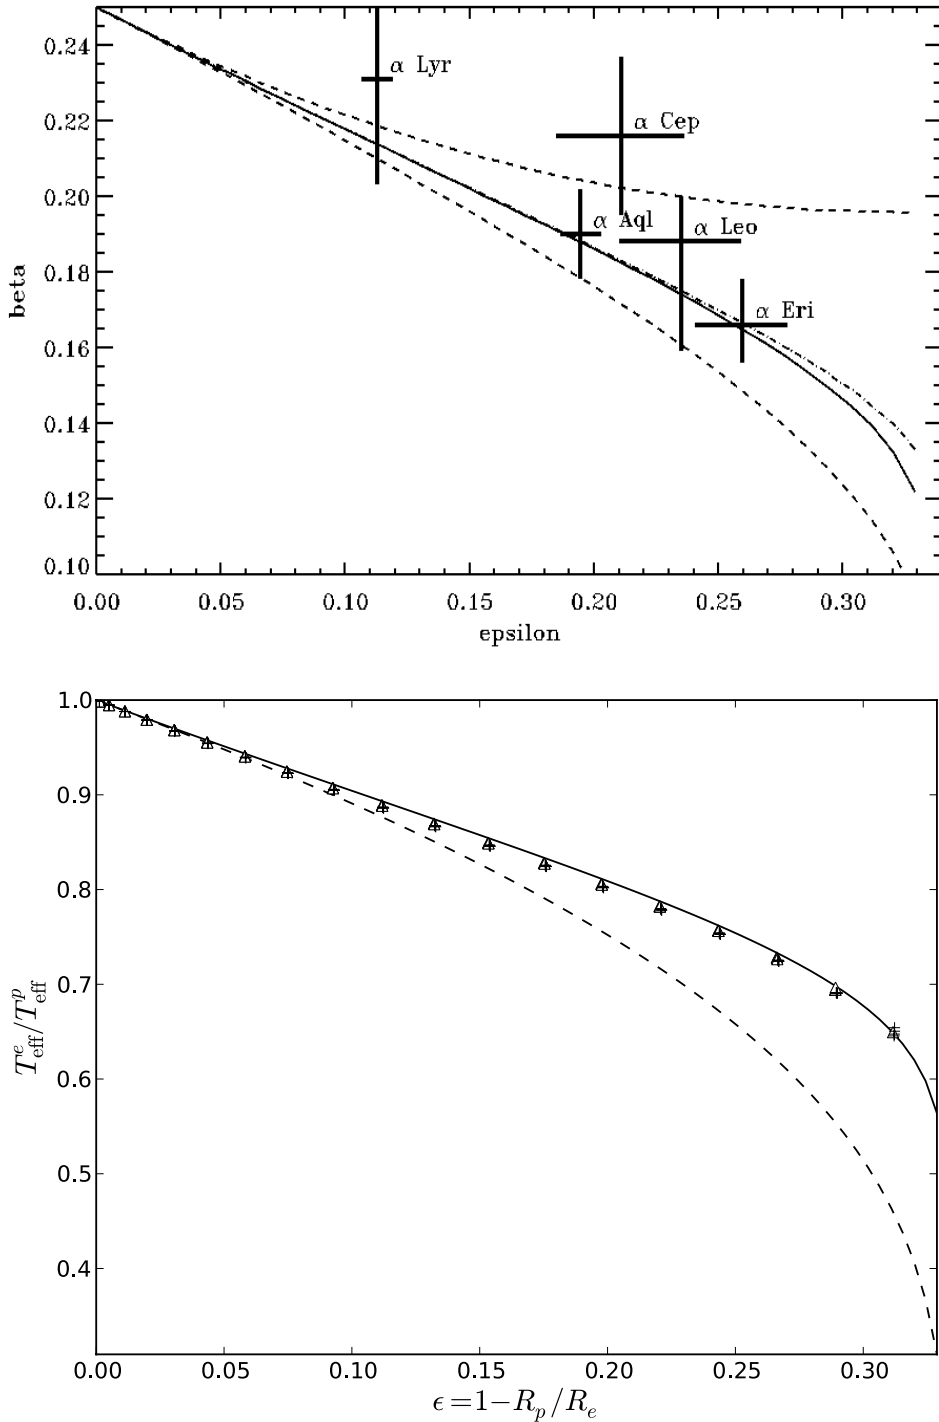 0.24
0.22
0.20
0.18
0.16
0.14
0.12
0.10
beta
α Lyr
α Cep
α Aql
α Leo
α Eri
0.00 0.05 0.10 0.15 0.20 0.25 0.30
epsilon
1.0
0.9
0.8
0.7
0.6
0.5
0.4
T^e_eff/T^p_eff
0.00 0.05 0.10 0.15 0.20 0.25 0.30
ϵ=1−R_p/R_e